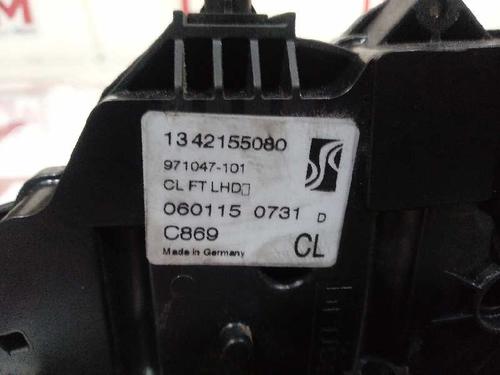 1342155080
971047-101
CL FT LHD□
060115 0731 D
C869
CL
Made in Germany